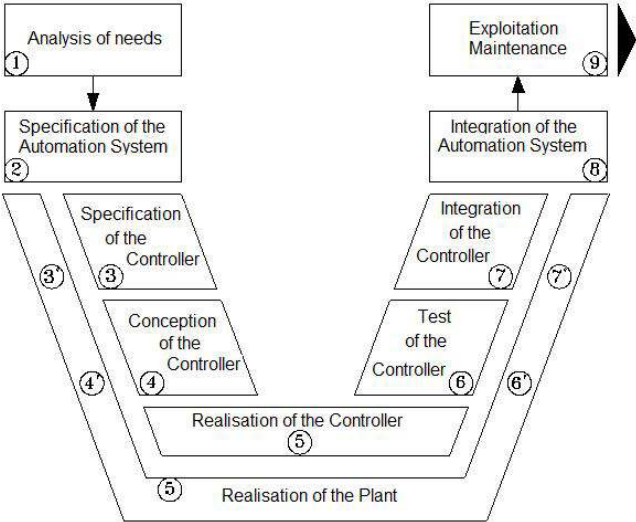 Analysis of needs
1
Specification of the
Automation System
2
Specification
of the
Controller
3
3'
Conception
of the
Controller
4
4'
Realisation of the Controller
5
5
Realisation of the Plant
Test
of the
Controller
6
6'
Integration
of the
Controller
7
7'
Integration of the
Automation System
8
Exploitation
Maintenance
9